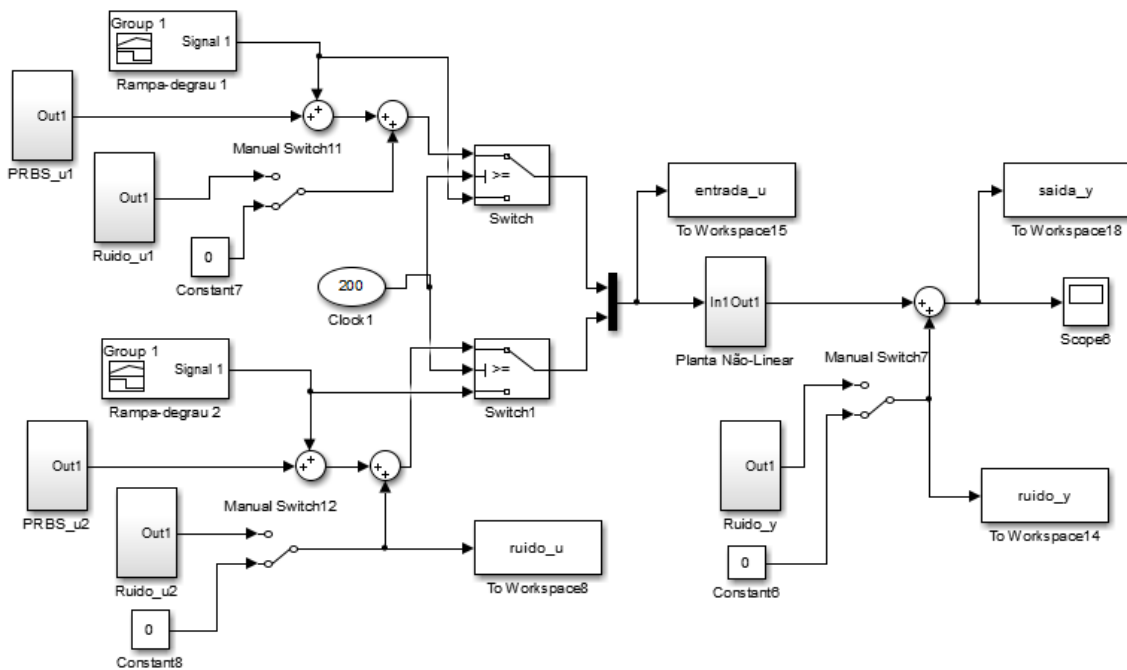 Group 1
Signal 1
Rampa-degrau 1
Out1
PRBS_u1
Manual Switch11
Out1
Ruido_u1
0
Constant7
>=
Switch
200
Clock1
entrada_u
To Workspace15
saida_y
To Workspace18
In1 Out1
Planta Não-Linear
Scope6
Group 1
Signal 1
Rampa-degrau 2
>=
Switch1
Manual Switch7
Out1
PRBS_u2
Manual Switch12
Out1
Ruido_u2
0
Constant8
ruido_u
To Workspace8
Out1
Ruido_y
0
Constant6
ruido_y
To Workspace14